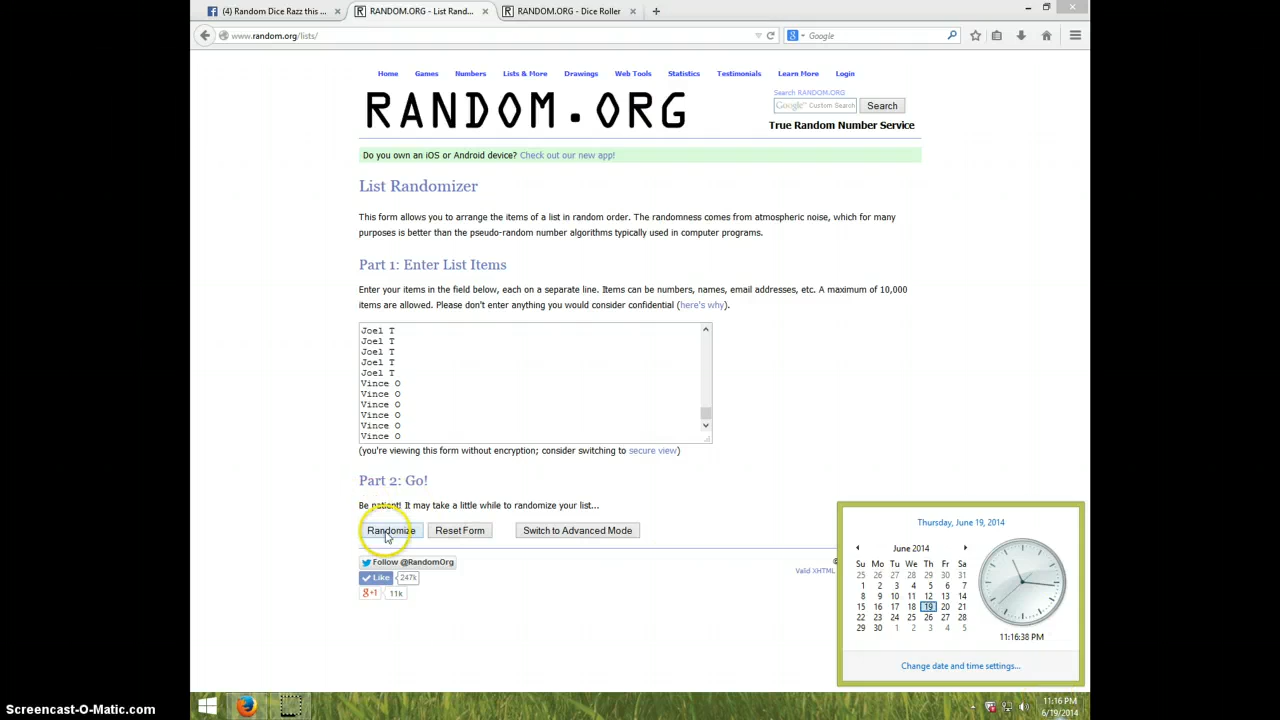 (4) Random Dice Razz this ...
RANDOM.ORG - List Rand...
RANDOM.ORG - Dice Roller
www.random.org/lists/
Google
Home Games Numbers Lists & More Drawings Web Tools Statistics Testimonials Learn More Login
Search RANDOM.ORG
RANDOM.ORG
Google™ Custom Search
Search
True Random Number Service
Do you own an iOS or Android device? Check out our new app!
List Randomizer
This form allows you to arrange the items of a list in random order. The randomness comes from atmospheric noise, which for many
purposes is better than the pseudo-random number algorithms typically used in computer programs.
Part 1: Enter List Items
Enter your items in the field below, each on a separate line. Items can be numbers, names, email addresses, etc. A maximum of 10,000
items are allowed. Please don't enter anything you would consider confidential (here's why).
Joel T
Joel T
Joel T
Joel T
Joel T
Vince O
Vince O
Vince O
Vince O
Vince O
Vince O
(you're viewing this form without encryption; consider switching to secure view)
Part 2: Go!
Be patient! It may take a little while to randomize your list...
Randomize Reset Form Switch to Advanced Mode
Follow @RandomOrg
Like 247k
+1 11k
Valid XHTML
Thursday, June 19, 2014
June 2014
Su Mo Tu We Th Fr Sa
25 26 27 28 29 30 31
1 2 3 4 5 6 7
8 9 10 11 12 13 14
15 16 17 18 19 20 21
22 23 24 25 26 27 28
29 30 1 2 3 4 5
11:16:38 PM
Change date and time settings...
11:16 PM
6/19/2014
Screencast-O-Matic.com